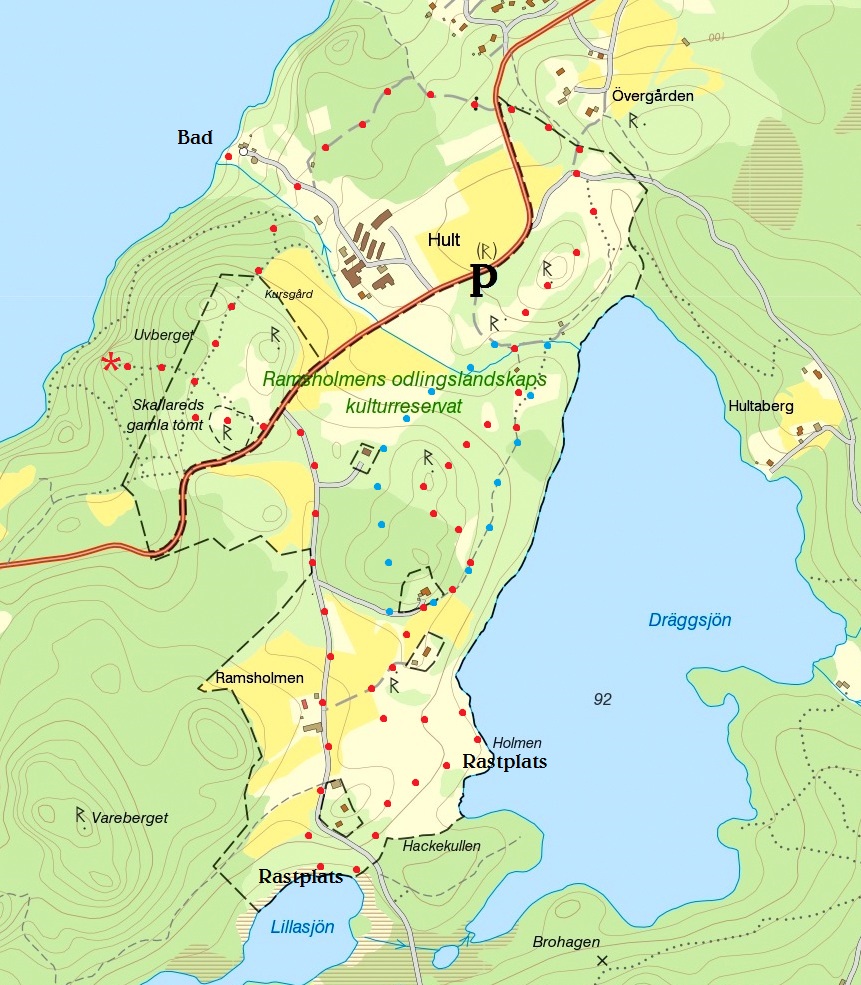 100
Övergården
R
Bad
Hult
(R)
P
R
Kursgård
R
Uvberget
R
*
Ramsholmens odlingslandskaps
kulturreservat
Skallareds
gamla tomt
R
Hultaberg
R
Dräggsjön
Ramsholmen
R
92
Holmen
Rastplats
R
Vareberget
Hackekullen
Rastplats
Lillasjön
Brohagen